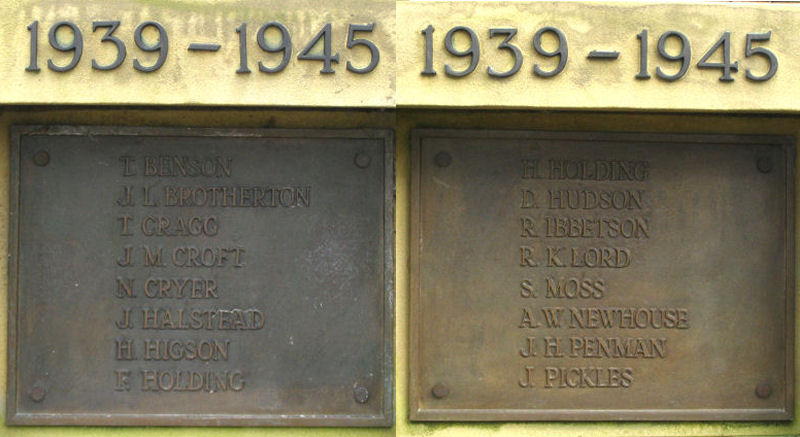 1939 – 1945
T. BENSON
J. L. BROTHERTON
T. CRAGG
J. M. CROFT
N. CRYER
J. HALSTEAD
H. HIGSON
F. HOLDING
1939 – 1945
H. HOLDING
D. HUDSON
R. IBBETSON
R. K. LORD
S. MOSS
A. W. NEWHOUSE
J. H. PENMAN
J. PICKLES